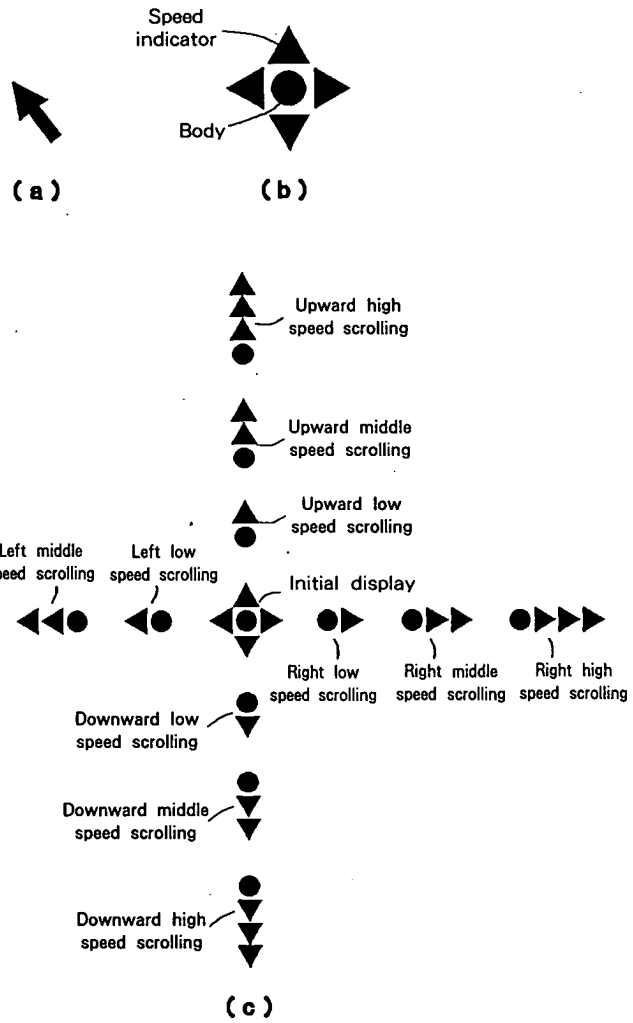 Speed
indicator
Body
(a)
(b)
Upward high
speed scrolling
Upward middle
speed scrolling
Upward low
speed scrolling
Left middle
peed scrolling
Left low
speed scrolling
Initial display
Right low
speed scrolling
Right middle
speed scrolling
Right high
speed scrolling
Downward low
speed scrolling
Downward middle
speed scrolling
Downward high
speed scrolling
(c)